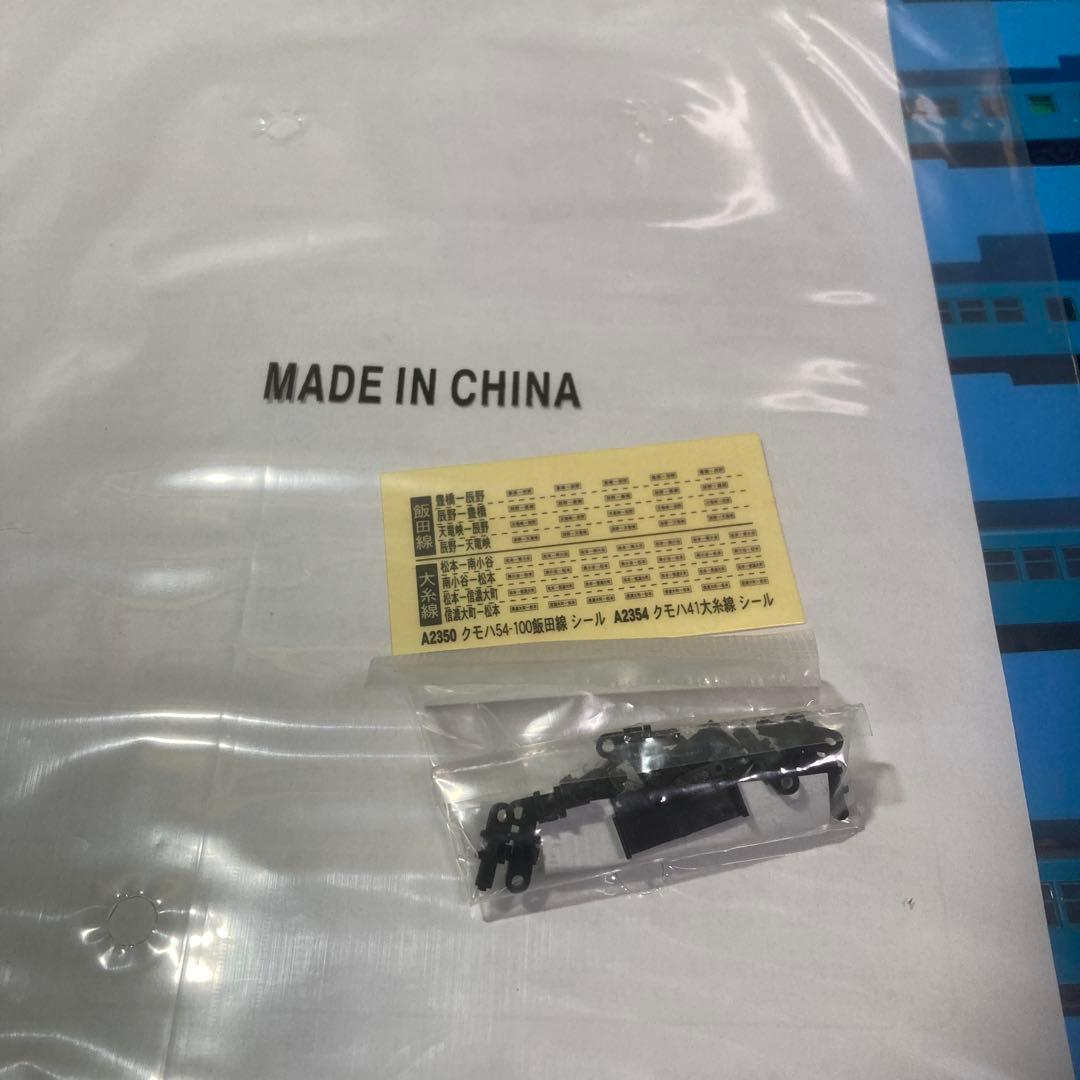 MADE IN CHINA
飯田線
豊橋ー辰野
辰野ー豊橋
天竜峡ー辰野
辰野ー天竜峡
大糸線
松本ー南小谷
南小谷ー松本
松本ー信濃大町
信濃大町ー松本
A2350 クモハ54-100飯田線 シール A2354 クモハ41大糸線 シール